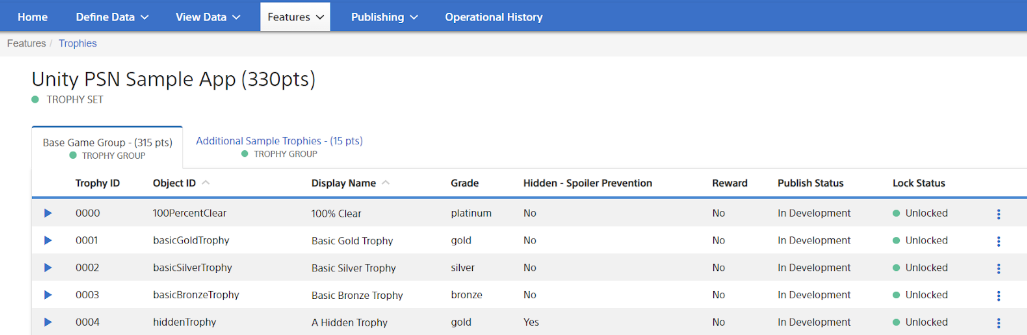 Home Define Data View Data Features Publishing Operational History
Features / Trophies
Unity PSN Sample App (330pts)
TROPHY SET
Base Game Group - (315 pts) Additional Sample Trophies - (15 pts)
TROPHY GROUP TROPHY GROUP
Trophy ID Object ID Display Name Grade Hidden - Spoiler Prevention Reward Publish Status Lock Status
0000 100PercentClear 100% Clear platinum No No In Development Unlocked
0001 basicGoldTrophy Basic Gold Trophy gold No No In Development Unlocked
0002 basicSilverTrophy Basic Silver Trophy silver No No In Development Unlocked
0003 basicBronzeTrophy Basic Bronze Trophy bronze No No In Development Unlocked
0004 hiddenTrophy A Hidden Trophy gold Yes No In Development Unlocked